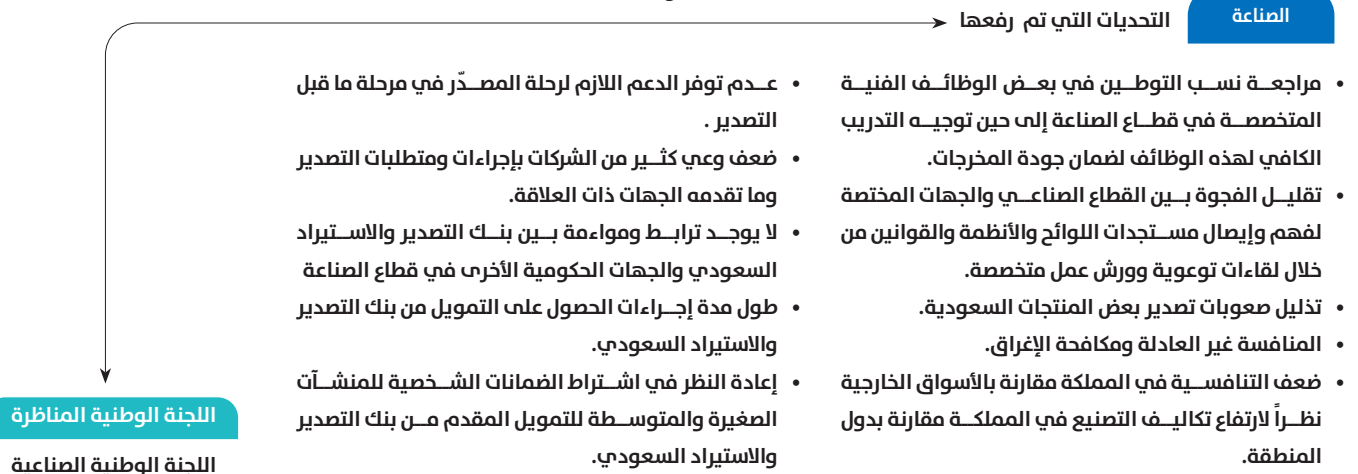 الصناعة
التحديات التي تم رفعها
• مراجعة نسب التوطين في بعض الوظائف الفنية
المتخصصة في قطاع الصناعة إلى حين توجيه التدريب
الكافي لهذه الوظائف لضمان جودة المخرجات.
• تقليل الفجوة بين القطاع الصناعي والجهات المختصة
لفهم وإيصال مستجدات اللوائح والأنظمة والقوانين من
خلال لقاءات توعوية وورش عمل متخصصة.
• تذليل صعوبات تصدير بعض المنتجات السعودية.
• المنافسة غير العادلة ومكافحة الإغراق.
• ضعف التنافسية في المملكة مقارنة بالأسواق الخارجية
نظراً لارتفاع تكاليف التصنيع في المملكة مقارنة بدول
المنطقة.
• عدم توفر الدعم اللازم لرحلة المصدّر في مرحلة ما قبل
التصدير .
• ضعف وعي كثير من الشركات بإجراءات ومتطلبات التصدير
وما تقدمه الجهات ذات العلاقة.
• لا يوجد ترابط ومواءمة بين بنك التصدير والاستيراد
السعودي والجهات الحكومية الأخرى في قطاع الصناعة
• طول مدة إجراءات الحصول على التمويل من بنك التصدير
والاستيراد السعودي.
• إعادة النظر في اشتراط الضمانات الشخصية للمنشآت
الصغيرة والمتوسطة للتمويل المقدم من بنك التصدير
والاستيراد السعودي.
اللجنة الوطنية المناظرة
اللجنة الوطنية الصناعية